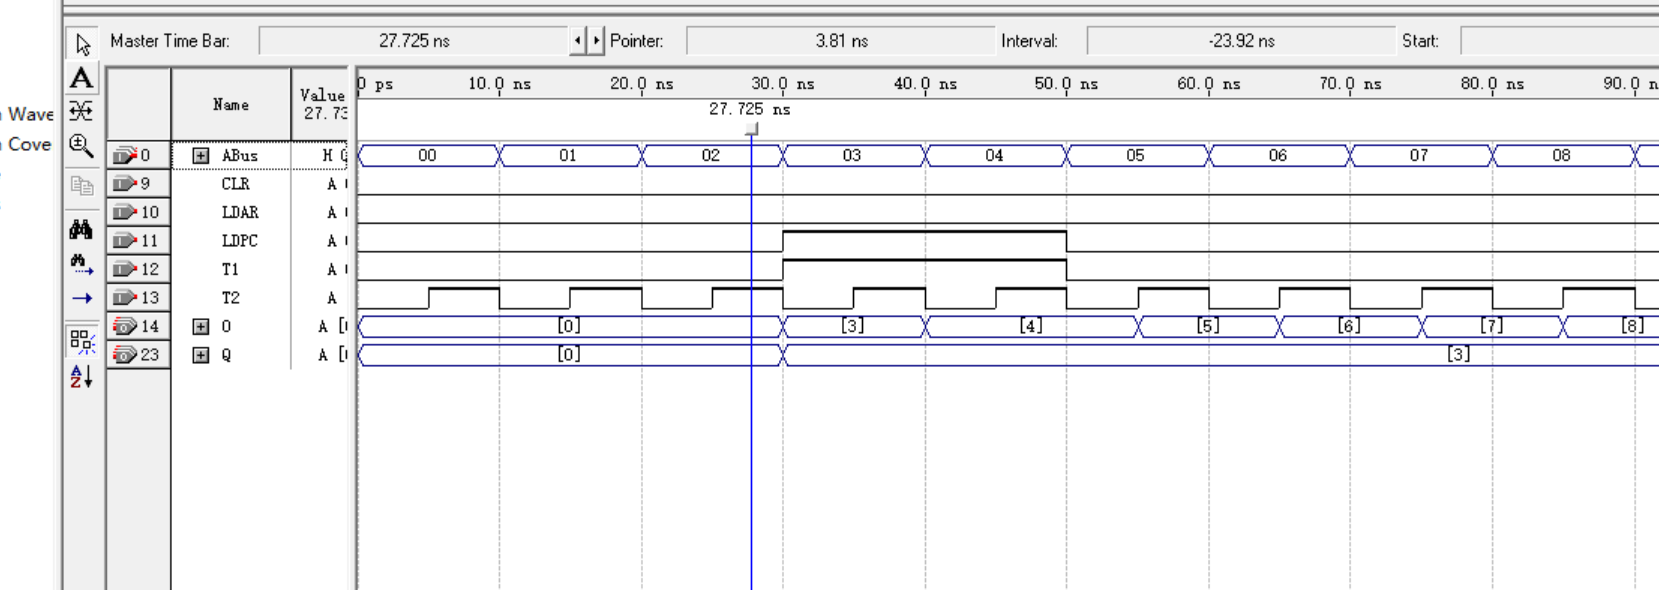 Master Time Bar: 27.725 ns Pointer: 3.81 ns Interval: -23.92 ns Start:
A
Wave
Cove
Name
Value
27.73
0 ps 10.0 ns 20.0 ns 30.0 ns 40.0 ns 50.0 ns 60.0 ns 70.0 ns 80.0 ns 90.0 n
27.725 ns
0 ABus H 00 01 02 03 04 05 06 07 08
9 CLR A
10 LDAR A
11 LDPC A
12 T1 A
13 T2 A
14 O A [ [0] [3] [4] [5] [6] [7] [8]
23 Q A [ [0] [3]
A
Z